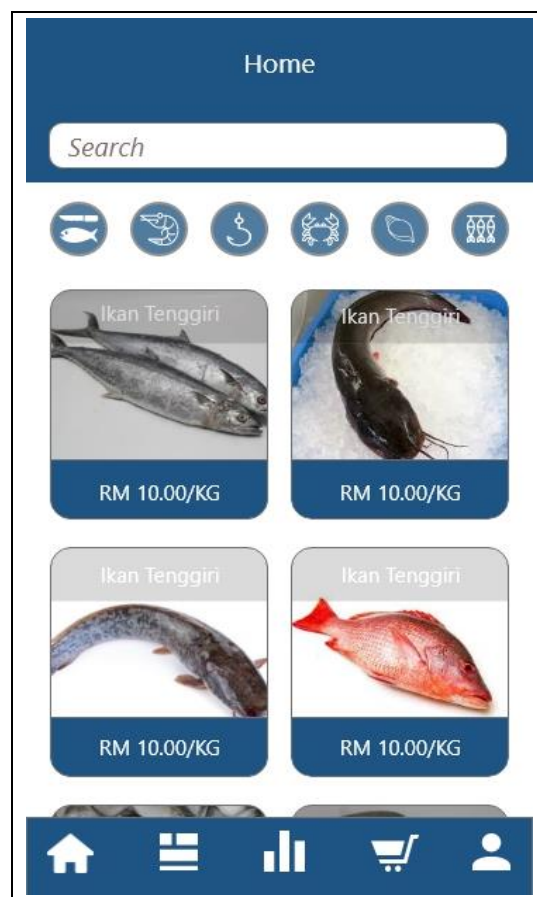 Home
Search
Ikan Tenggiri
Ikan Tenggiri
RM 10.00/KG
RM 10.00/KG
Ikan Tenggiri
Ikan Tenggiri
RM 10.00/KG
RM 10.00/KG